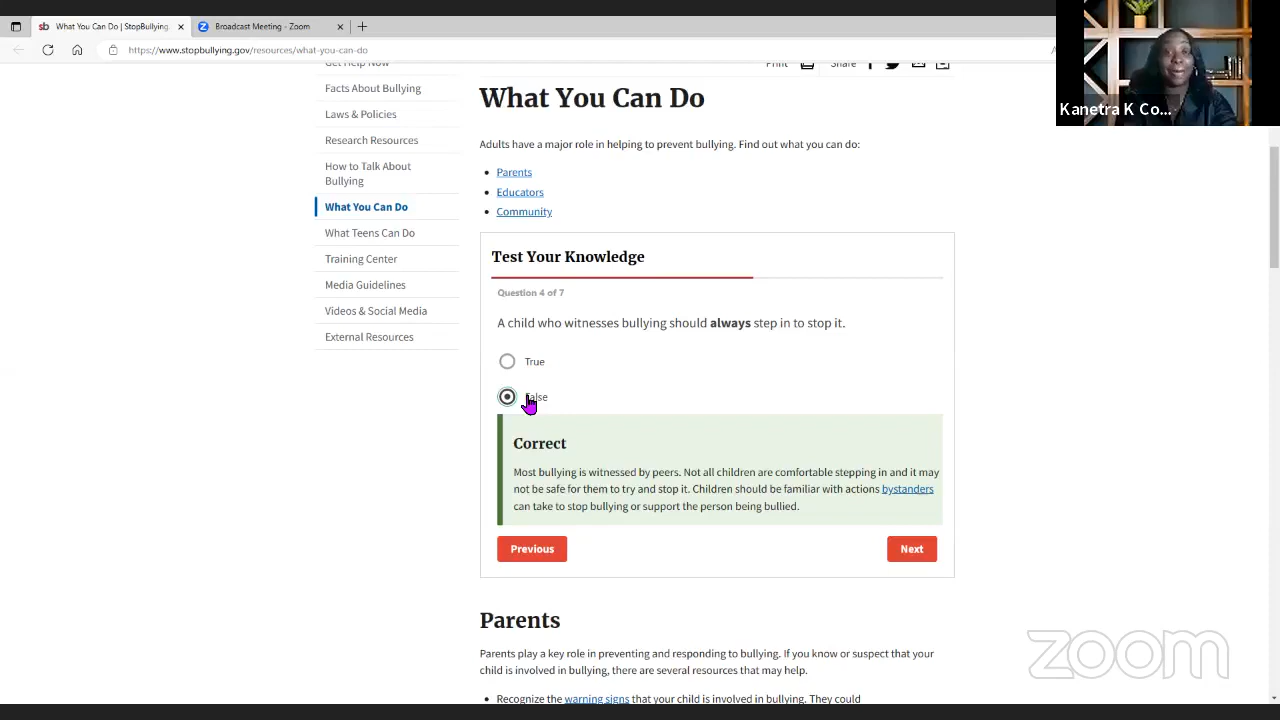 What You Can Do | StopBullying.
Broadcast Meeting - Zoom
https://www.stopbullying.gov/resources/what-you-can-do
Kanetra K Co...
Get Help Now
Facts About Bullying
Laws & Policies
Research Resources
How to Talk About
Bullying
What You Can Do
What Teens Can Do
Training Center
Media Guidelines
Videos & Social Media
External Resources
Print
Share
What You Can Do
Adults have a major role in helping to prevent bullying. Find out what you can do:
Parents
Educators
Community
Test Your Knowledge
Question 4 of 7
A child who witnesses bullying should always step in to stop it.
True
False
Correct
Most bullying is witnessed by peers. Not all children are comfortable stepping in and it may
not be safe for them to try and stop it. Children should be familiar with actions bystanders
can take to stop bullying or support the person being bullied.
Previous
Next
Parents
Parents play a key role in preventing and responding to bullying. If you know or suspect that your
child is involved in bullying, there are several resources that may help.
Recognize the warning signs that your child is involved in bullying. They could
zoom